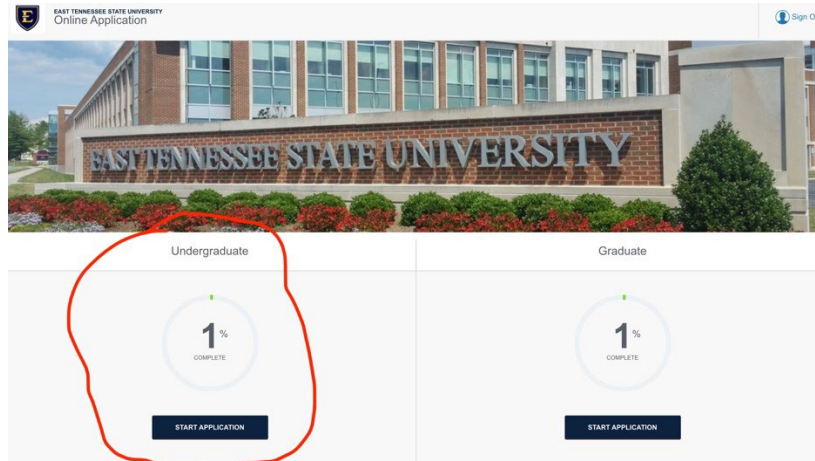 E
EAST TENNESSEE STATE UNIVERSITY
Online Application
Sign O
EAST TENNESSEE STATE UNIVERSITY
Undergraduate
Graduate
1 %
COMPLETE
1 %
COMPLETE
START APPLICATION
START APPLICATION